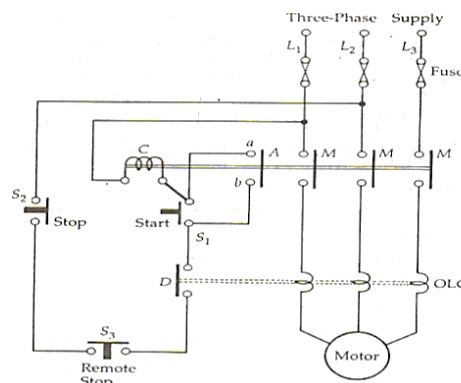 Three-Phase Supply
L1 L2 L3
Fuse
a
C A M M M
b
S2
Stop Start
S1
D OLC
S3
Motor
Remote
Stop